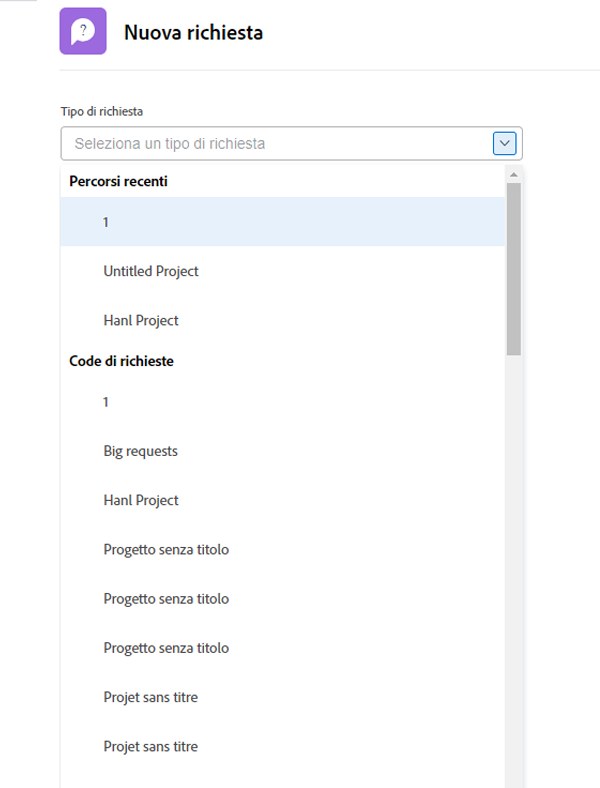 Nuova richiesta
Tipo di richiesta
Seleziona un tipo di richiesta
Percorsi recenti
1
Untitled Project
Hanl Project
Code di richieste
1
Big requests
Hanl Project
Progetto senza titolo
Progetto senza titolo
Progetto senza titolo
Projet sans titre
Projet sans titre